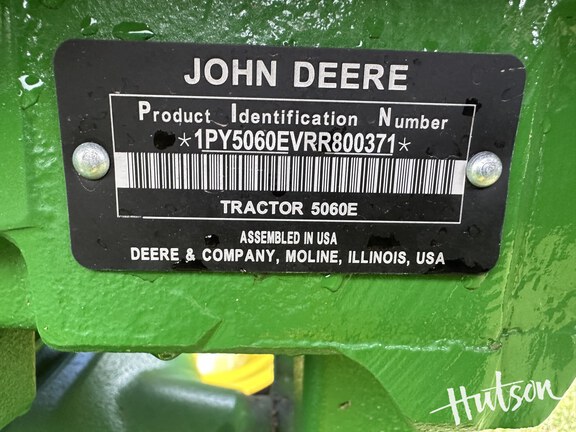 JOHN DEERE
Product Identification Number
*1PY5060EVRR800371*
TRACTOR 5060E
ASSEMBLED IN USA
DEERE & COMPANY, MOLINE, ILLINOIS, USA
Hutson